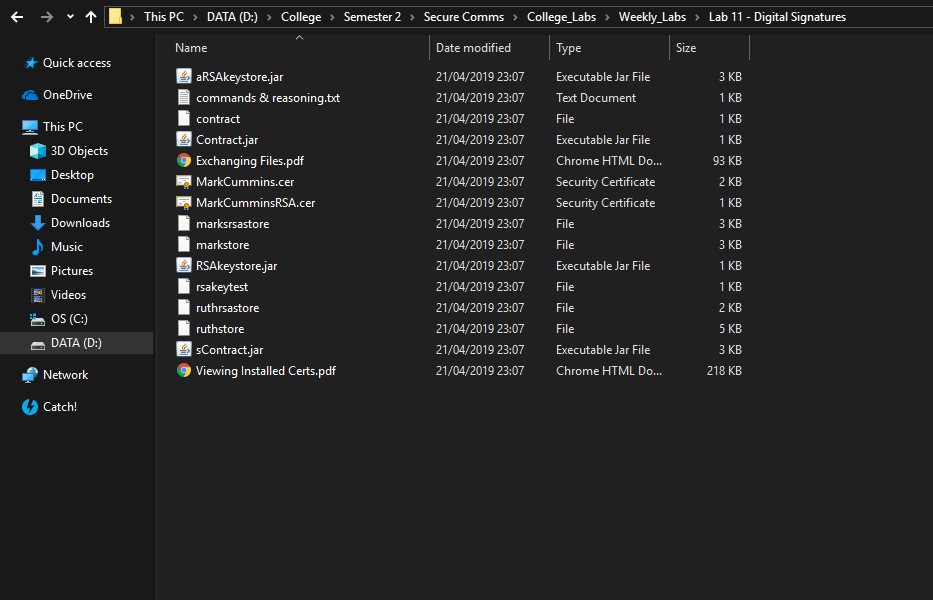 This PC > DATA (D:) > College > Semester 2 > Secure Comms > College_Labs > Weekly_Labs > Lab 11 - Digital Signatures
Quick access
OneDrive
This PC
3D Objects
Desktop
Documents
Downloads
Music
Pictures
Videos
OS (C:)
DATA (D:)
Network
Catch!
Name Date modified Type Size
aRSAkeystore.jar 21/04/2019 23:07 Executable Jar File 3 KB
commands & reasoning.txt 21/04/2019 23:07 Text Document 1 KB
contract 21/04/2019 23:07 File 1 KB
Contract.jar 21/04/2019 23:07 Executable Jar File 1 KB
Exchanging Files.pdf 21/04/2019 23:07 Chrome HTML Do... 93 KB
MarkCummins.cer 21/04/2019 23:07 Security Certificate 2 KB
MarkCumminsRSA.cer 21/04/2019 23:07 Security Certificate 1 KB
marksrsastore 21/04/2019 23:07 File 3 KB
markstore 21/04/2019 23:07 File 3 KB
RSAkeystore.jar 21/04/2019 23:07 Executable Jar File 1 KB
rsakeytest 21/04/2019 23:07 File 1 KB
ruthrsastore 21/04/2019 23:07 File 2 KB
ruthstore 21/04/2019 23:07 File 5 KB
sContract.jar 21/04/2019 23:07 Executable Jar File 3 KB
Viewing Installed Certs.pdf 21/04/2019 23:07 Chrome HTML Do... 218 KB